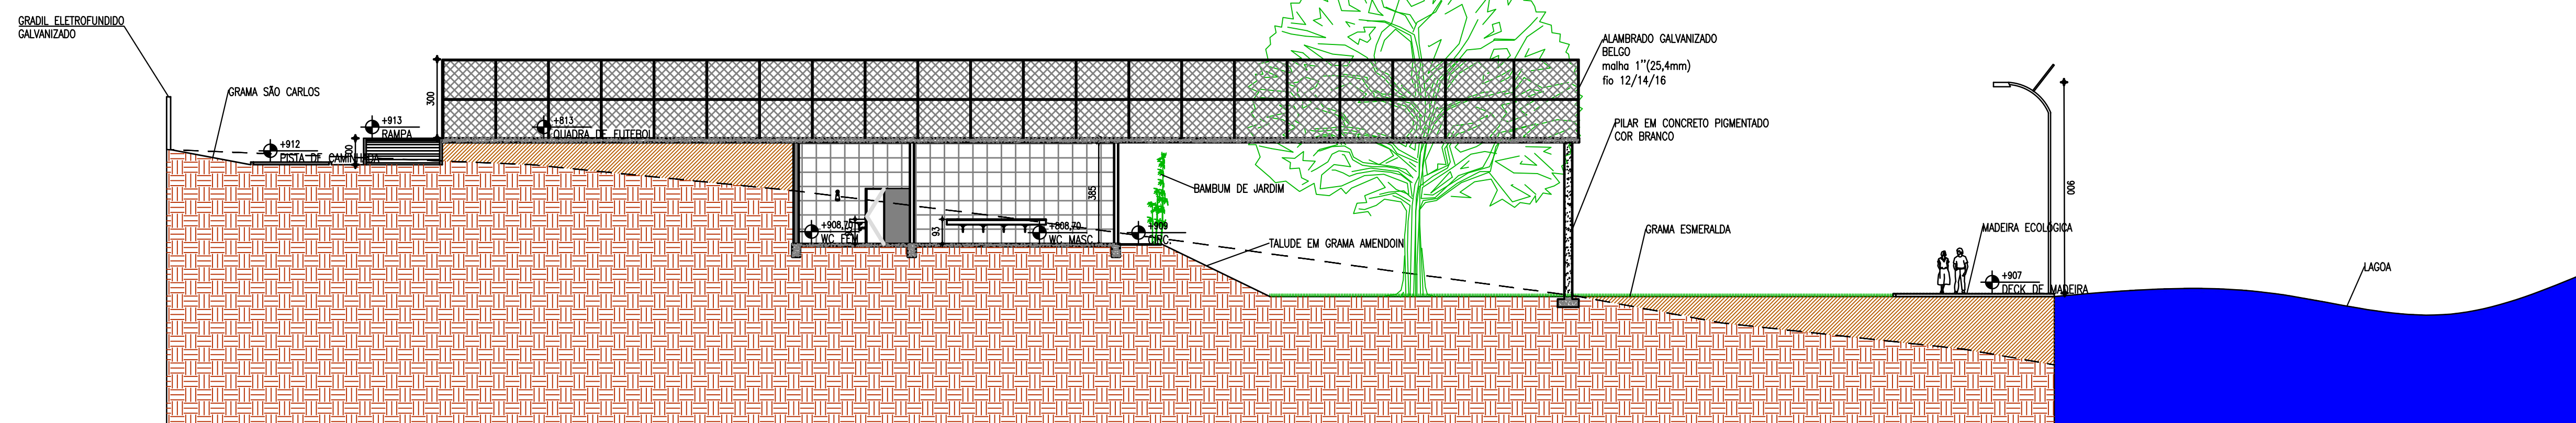 GRADIL ELETROFUNDIDO
GALVANIZADO
GRAMA SÃO CARLOS
+912
PISTA DE CAMINHADA
+913
RAMPA
300
+813
QUADRA DE FUTEBOL
ALAMBRADO GALVANIZADO
BELGO
malha 1"(25,4mm)
fio 12/14/16
PILAR EM CONCRETO PIGMENTADO
COR BRANCO
+908,70
WC FEM
93
+808,70
WC MASC.
385
+909
CIRC.
BAMBUM DE JARDIM
TALUDE EM GRAMA AMENDOIN
GRAMA ESMERALDA
MADEIRA ECOLÓGICA
+907
DECK DE MADEIRA
900
LAGOA